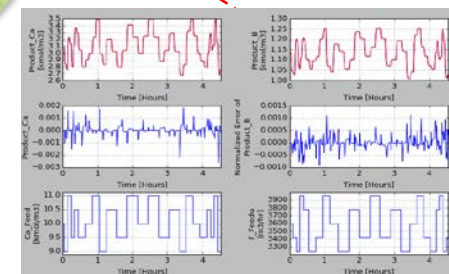 Product_Ca
[kmol/m3]
3.5
2.6
Time [Hours]
Product_B
[kmol/m3]
1.30
1.25
1.20
1.15
1.10
1.05
1.00
0 1 2 3 4
Time [Hours]
Product_Ca
0.002
0.001
0.000
−0.001
−0.002
−0.003
0 1 2 3 4
Time [Hours]
Normalized Error of
Product_B
0.0015
0.0010
0.0005
0.0000
−0.0005
−0.0010
0 1 2 3 4
Time [Hours]
Ca_Feed
[kmol/m3]
11.0
10.5
10.0
9.5
9.0
0 1 2 3 4
Time [Hours]
F_Feedu
[m3/hr]
3900
3800
3700
3600
3500
3400
3300
0 1 2 3 4
Time [Hours]